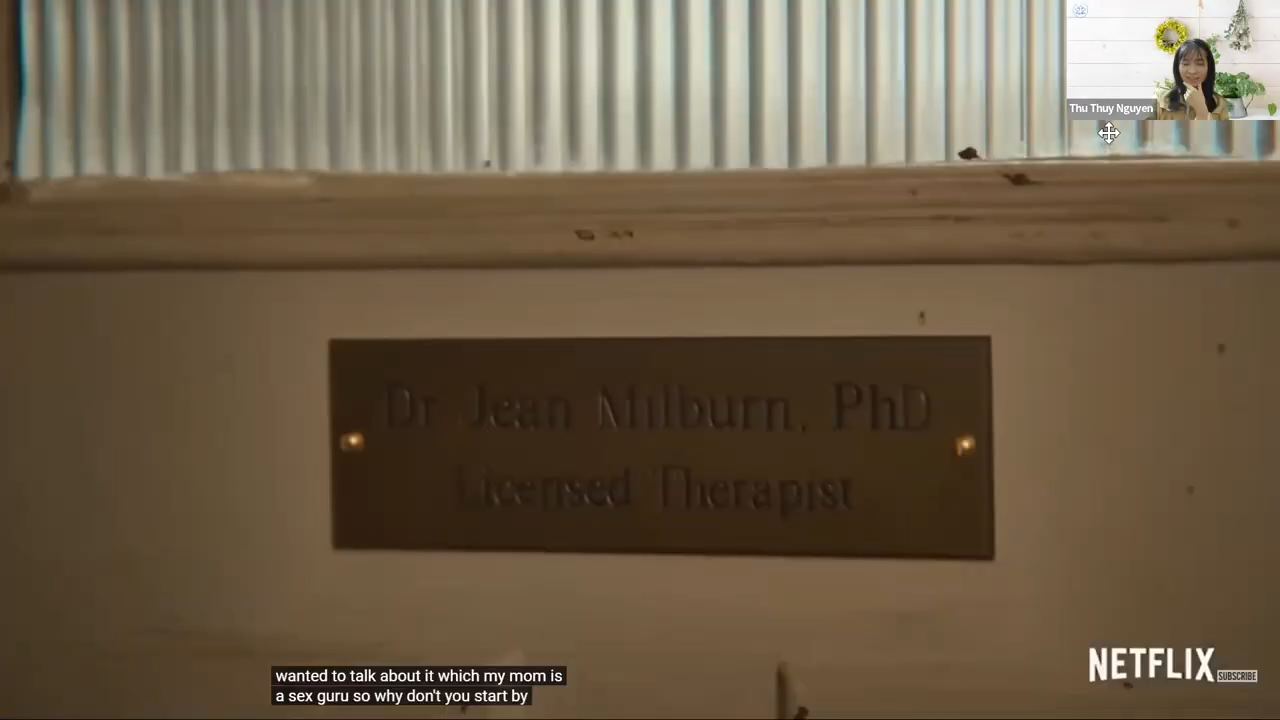 Thu Thuy Nguyen
Dr Jean Milburn, PhD
Licensed Therapist
NETFLIX
SUBSCRIBE
wanted to talk about it which my mom is
a sex guru so why don't you start by